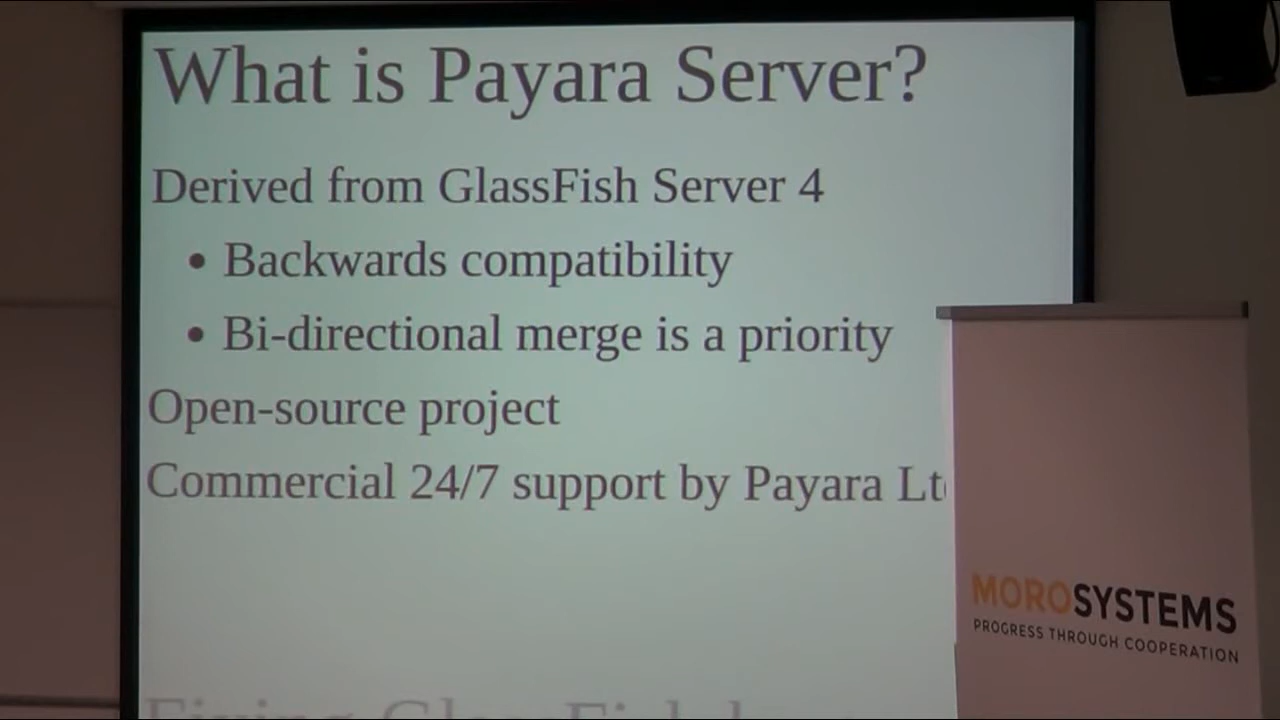 What is Payara Server?
Derived from GlassFish Server 4
• Backwards compatibility
• Bi-directional merge is a priority
Open-source project
Commercial 24/7 support by Payara
MOROSYSTEMS
PROGRESS THROUGH COOPERATION